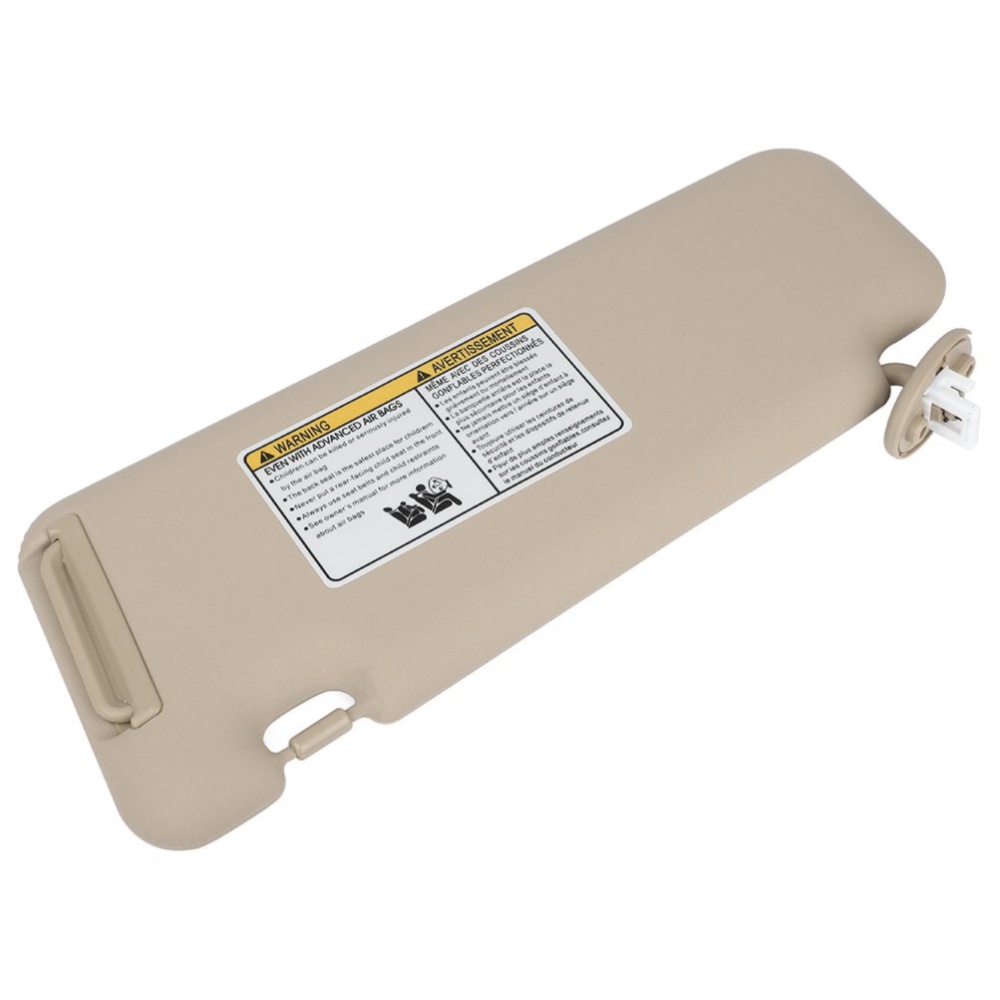 WARNING
EVEN WITH ADVANCED AIR BAGS
•Children can be killed or seriously injured
by the air bag
•The back seat is the safest place for children
•Never put a rear-facing child seat in the front
•Always use seat belts and child restraints
•See owner's manual for more information
about air bags
AVERTISSEMENT
MÊME AVEC DES COUSSINS
GONFLABLES PERFECTIONNÉS
•Les enfants peuvent être blessés
grièvement ou mortellement
•La banquette arrière est la place la
plus sécuritaire pour les enfants
•Ne jamais mettre un siège d'enfant à
orientation vers l'arrière sur un siège
avant
•Toujours utiliser les ceintures de
sécurité et les dispositifs de retenue
d'enfant
•Pour de plus amples renseignements
sur les coussins gonflables, consultez
le manuel du conducteur